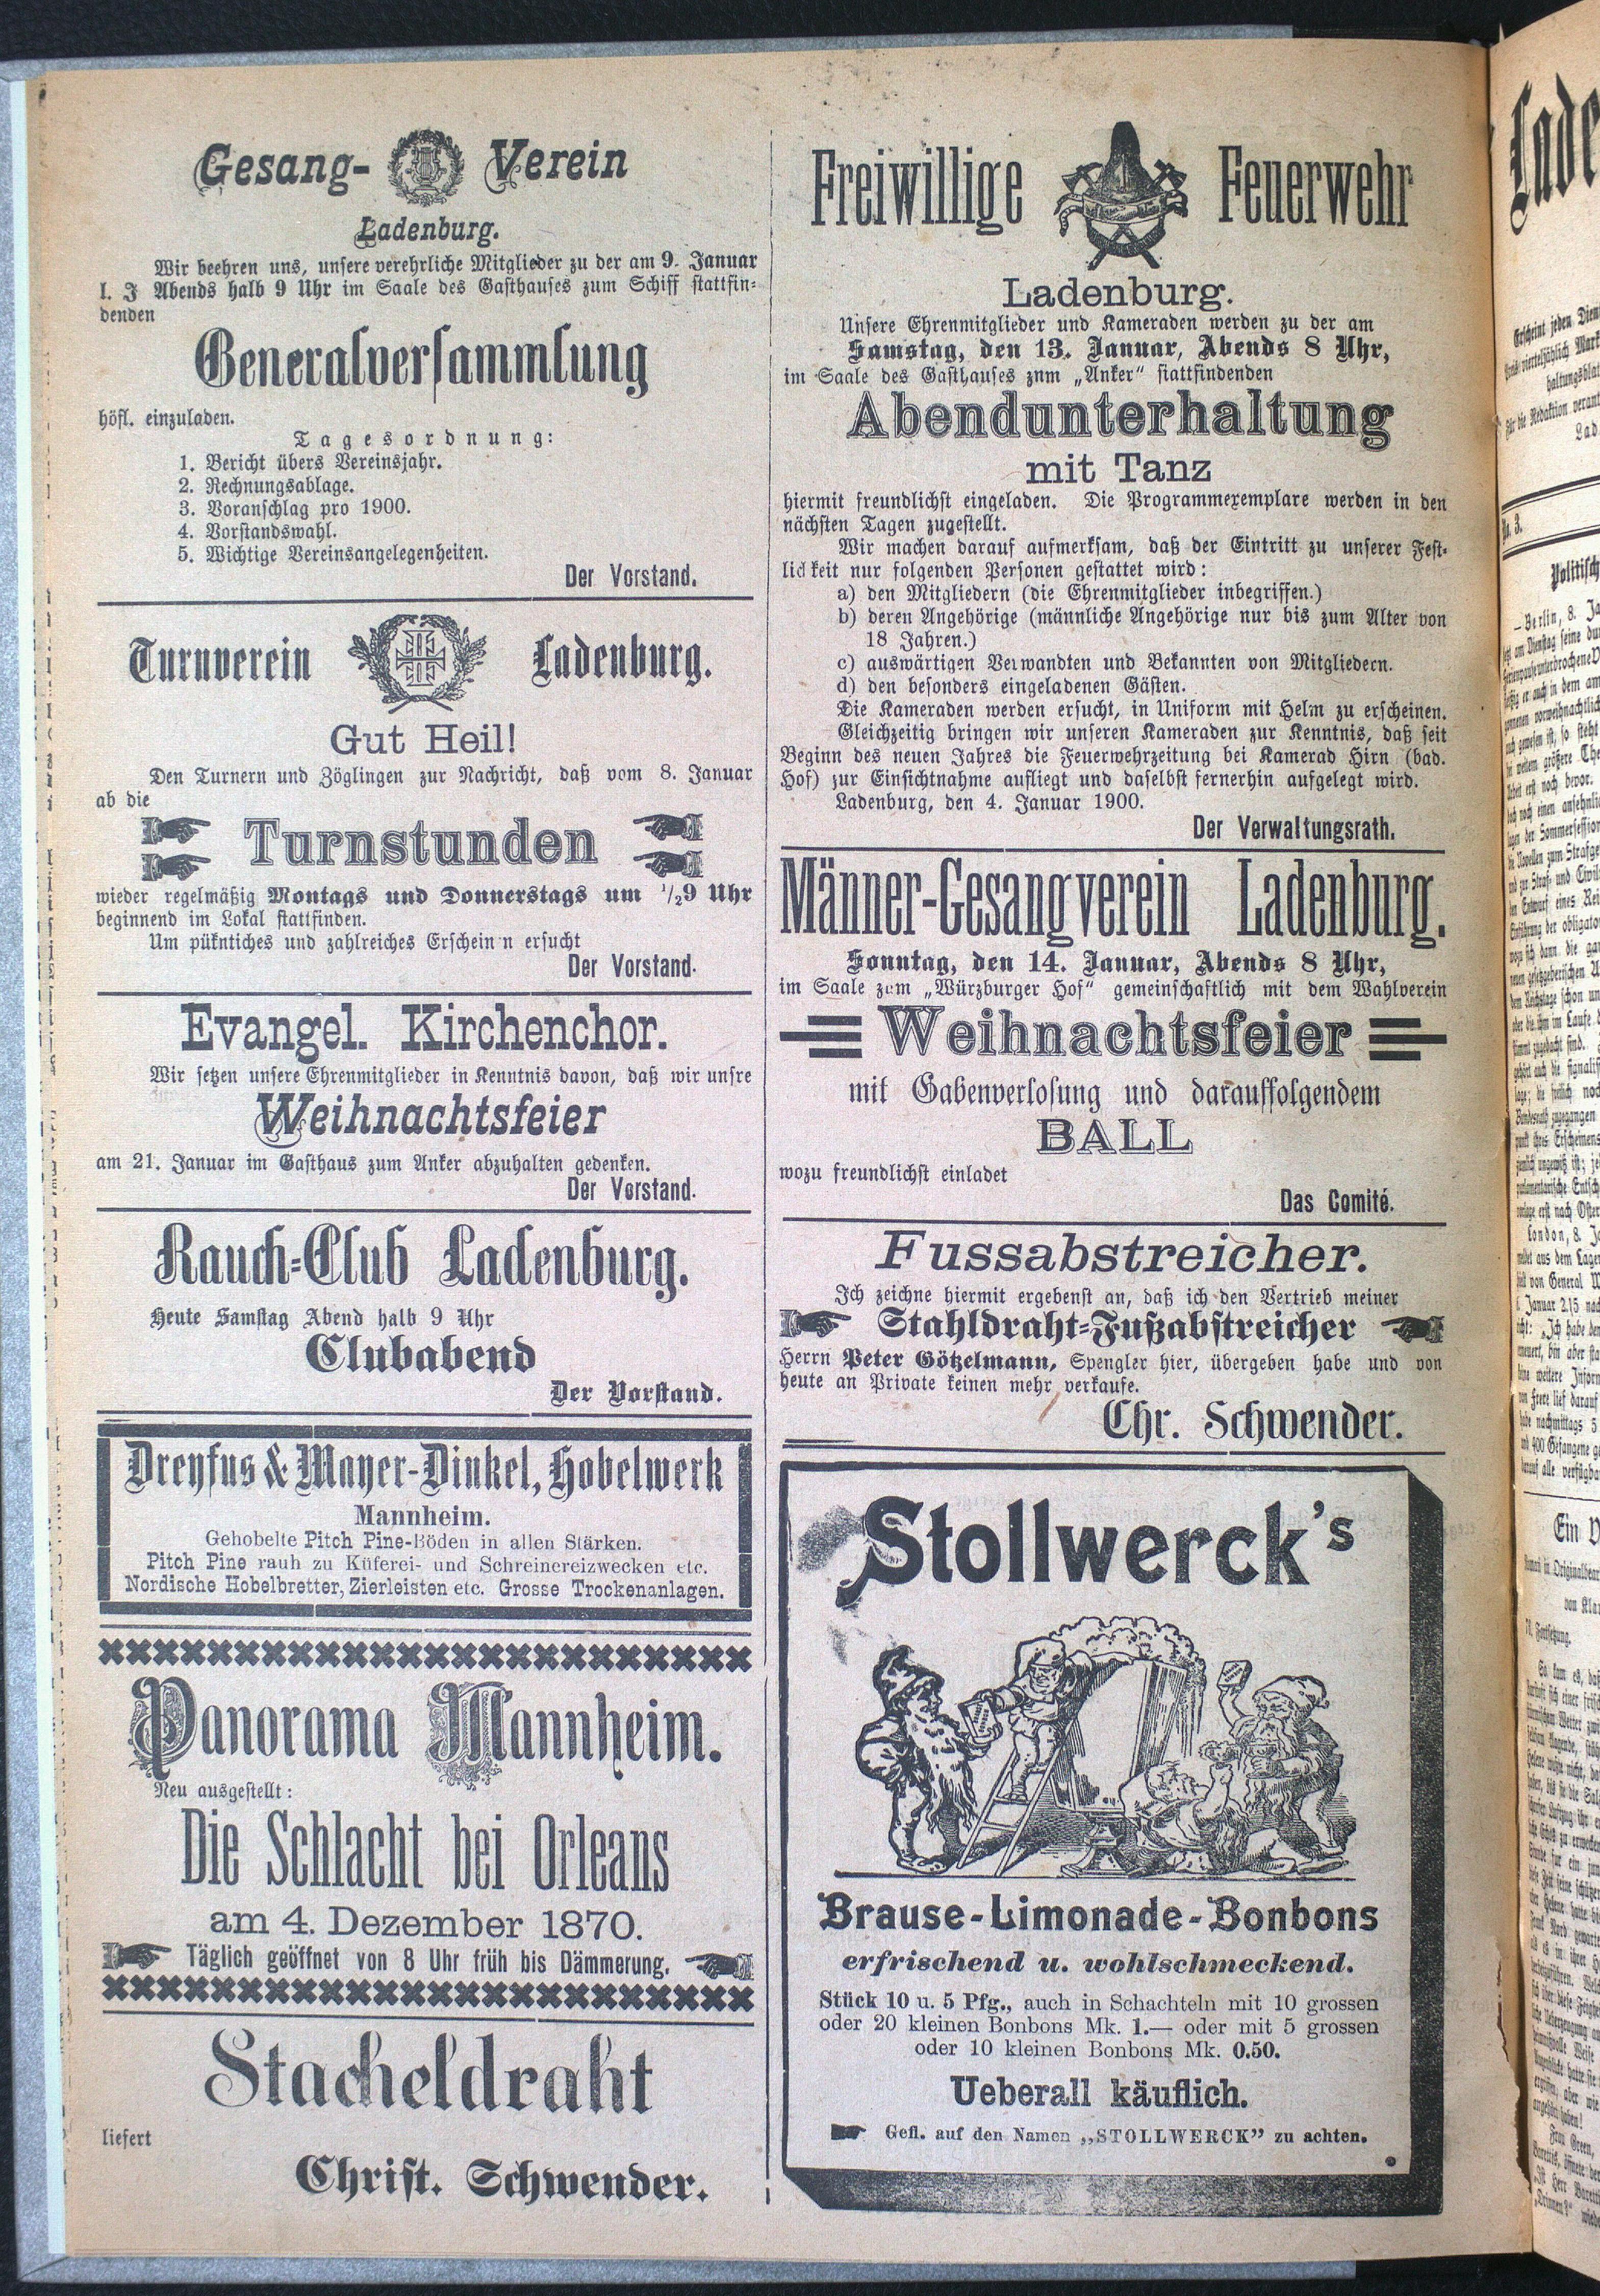 Gesang- Verein
Ladenburg.
Wir beehren uns, unsere verehrliche Mitglieder zu der am 9. Januar
l. J Abends halb 9 Uhr im Saale des Gasthauses zum Schiff stattfin-
denden
Generalversammlung
höfl. einzuladen.
Tagesordnung:
1. Bericht übers Vereinsjahr.
2. Rechnungsablage.
3. Voranschlag pro 1900.
4. Vorstandswahl.
5. Wichtige Vereinsangelegenheiten.
Der Vorstand.
Turnverein Ladenburg.
Gut Heil!
Den Turnern und Zöglingen zur Nachricht, daß vom 8. Januar
ab die
Turnstunden
wieder regelmäßig Montags und Donnerstags um 1/29 Uhr
beginnend im Lokal stattfinden.
Um pükntiches und zahlreiches Erschein n ersucht
Der Vorstand.
Evangel. Kirchenchor.
Wir setzen unsere Ehrenmitglieder in Kenntnis davon, daß wir unsre
Weihnachtsfeier
am 21. Januar im Gasthaus zum Anker abzuhalten gedenken.
Der Vorstand.
Rauch-Club Ladenburg.
Heute Samstag Abend halb 9 Uhr
Clubabend
Der Vorstand.
Dreyfus & Mayer-Dinkel, Hobelwerk
Mannheim.
Gehobelte Pitch Pine-Böden in allen Stärken.
Pitch Pine rauh zu Küferei- und Schreinereizwecken etc.
Nordische Hobelbretter, Zierleisten etc. Grosse Trockenanlagen.
Panorama Mannheim.
Neu ausgestellt:
Die Schlacht bei Orleans
am 4. Dezember 1870.
Täglich geöffnet von 8 Uhr früh bis Dämmerung.
Stacheldraht
liefert
Christ. Schwender.
Freiwillige Feuerwehr
Ladenburg.
Unsere Ehrenmitglieder und Kameraden werden zu der am
Samstag, den 13. Januar, Abends 8 Uhr,
im Saale des Gasthauses znm „Anker“ stattfindenden
Abendunterhaltung
mit Tanz
hiermit freundlichst eingeladen. Die Programmexemplare werden in den
nächsten Tagen zugestellt.
Wir machen darauf aufmerksam, daß der Eintritt zu unserer Fest-
lichkeit nur folgenden Personen gestattet wird:
a) den Mitgliedern (die Ehrenmitglieder inbegriffen.)
b) deren Angehörige (männliche Angehörige nur bis zum Alter von
18 Jahren.)
c) auswärtigen Verwandten und Bekannten von Mitgliedern.
d) den besonders eingeladenen Gästen.
Die Kameraden werden ersucht, in Uniform mit Helm zu erscheinen.
Gleichzeitig bringen wir unseren Kameraden zur Kenntnis, daß seit
Beginn des neuen Jahres die Feuerwehrzeitung bei Kamerad Hirn (bad.
Hof) zur Einsichtnahme aufliegt und daselbst fernerhin aufgelegt wird.
Ladenburg, den 4. Januar 1900.
Der Verwaltungsrath.
Männer-Gesangverein Ladenburg.
Sonntag, den 14. Januar, Abends 8 Uhr,
im Saale zum „Würzburger Hof“ gemeinschaftlich mit dem Wahlverein
Weihnachtsfeier
mit Gabenverlosung und darauffolgendem
BALL
wozu freundlichst einladet
Das Comité.
Fussabstreicher.
Ich zeichne hiermit ergebenst an, daß ich den Vertrieb meiner
Stahldraht-Fußabstreicher
Herrn Peter Götzelmann, Spengler hier, übergeben habe und von
heute an Private keinen mehr verkaufe.
Chr. Schwender.
Stollwerck's
Brause-Limonade-Bonbons
erfrischend u. wohlschmeckend.
Stück 10 u. 5 Pfg., auch in Schachteln mit 10 grossen
oder 20 kleinen Bonbons Mk. 1.— oder mit 5 grossen
oder 10 kleinen Bonbons Mk. 0.50.
Ueberall käuflich.
Gefl. auf den Namen „STOLLWERCK” zu achten.
Lade
Erscheint jeden
No. 3.
— Berlin, 8.
London, 8.